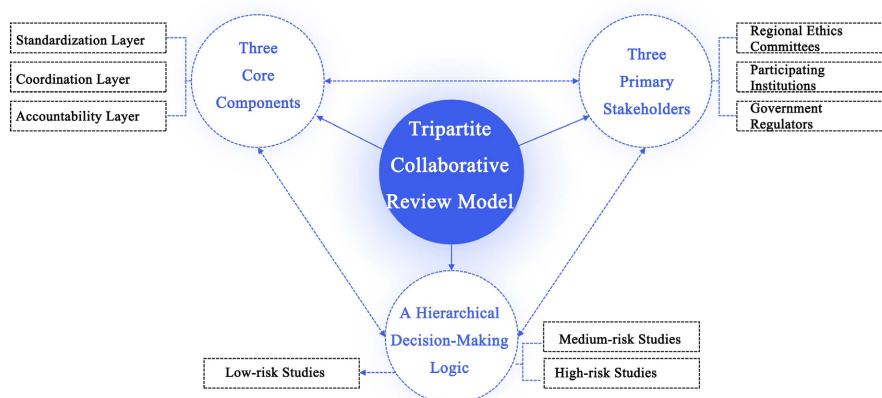 Standardization Layer
Coordination Layer
Accountability Layer
Three
Core
Components
Three
Primary
Stakeholders
Regional Ethics
Committees
Participating
Institutions
Government
Regulators
Tripartite
Collaborative
Review Model
A Hierarchical
Decision-Making
Logic
Low-risk Studies
Medium-risk Studies
High-risk Studies